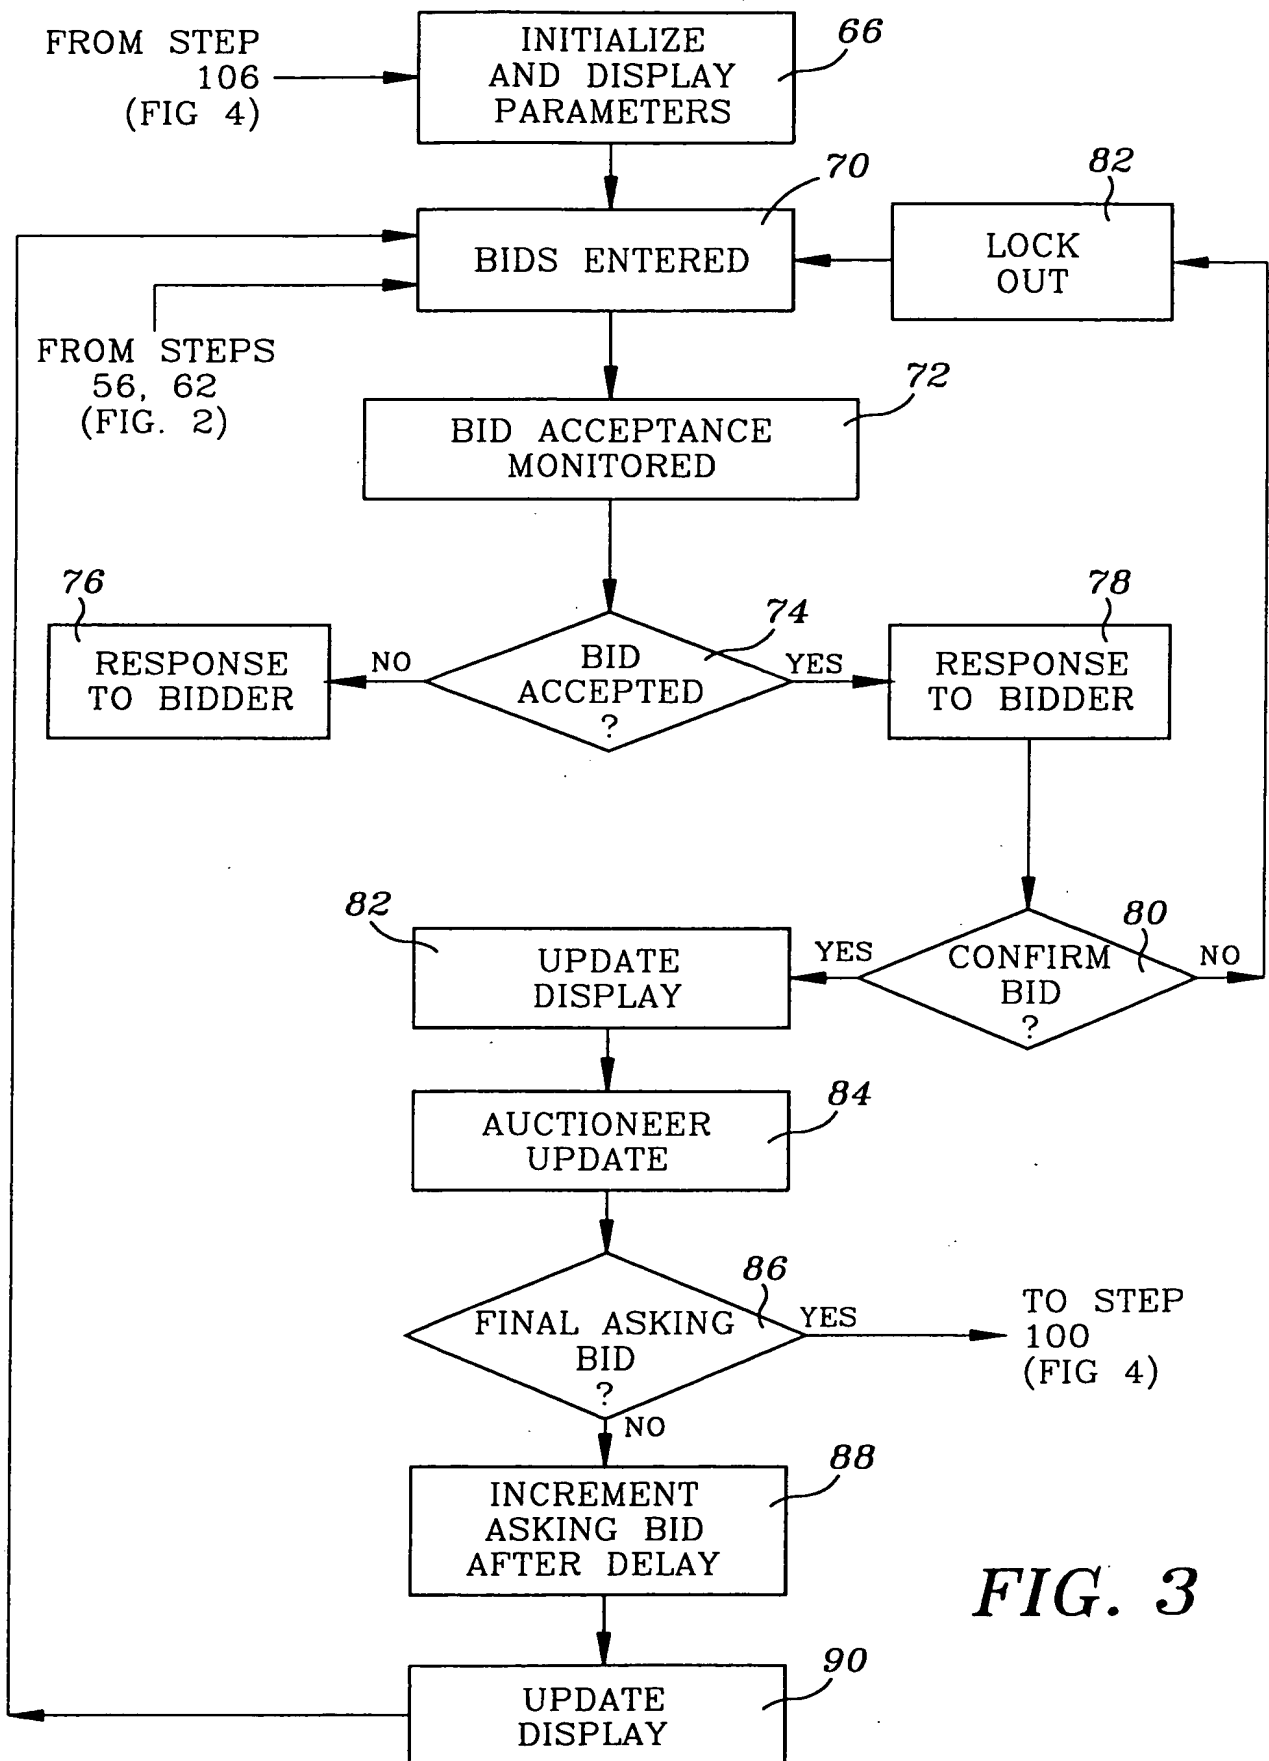 FROM STEP
106
(FIG 4)
INITIALIZE
AND DISPLAY
PARAMETERS
66
70
BIDS ENTERED
82
LOCK
OUT
FROM STEPS
56, 62
(FIG. 2)
72
BID ACCEPTANCE
MONITORED
76
RESPONSE
TO BIDDER
NO
74
BID
ACCEPTED
?
YES
78
RESPONSE
TO BIDDER
82
UPDATE
DISPLAY
YES
80
CONFIRM
BID
?
NO
84
AUCTIONEER
UPDATE
86
FINAL ASKING
BID
?
YES
TO STEP
100
(FIG 4)
NO
88
INCREMENT
ASKING BID
AFTER DELAY
90
UPDATE
DISPLAY
FIG. 3